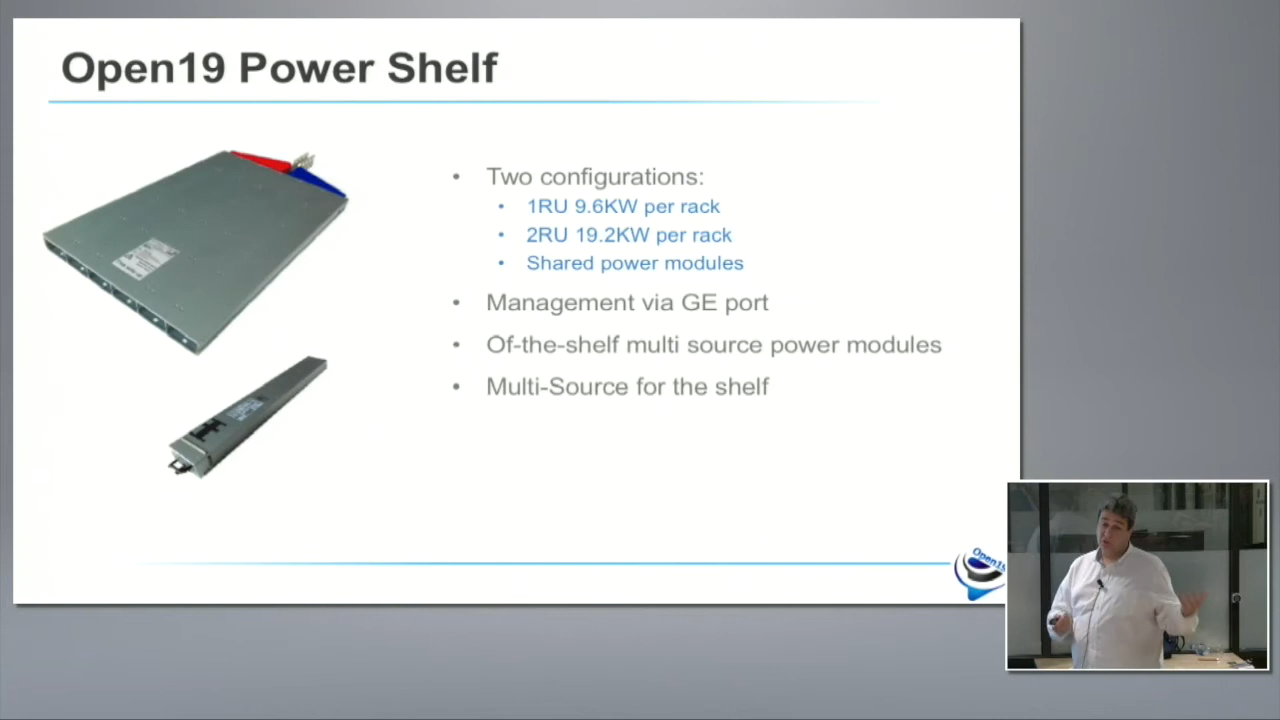 Open19 Power Shelf
• Two configurations:
• 1RU 9.6KW per rack
• 2RU 19.2KW per rack
• Shared power modules
• Management via GE port
• Of-the-shelf multi source power modules
• Multi-Source for the shelf